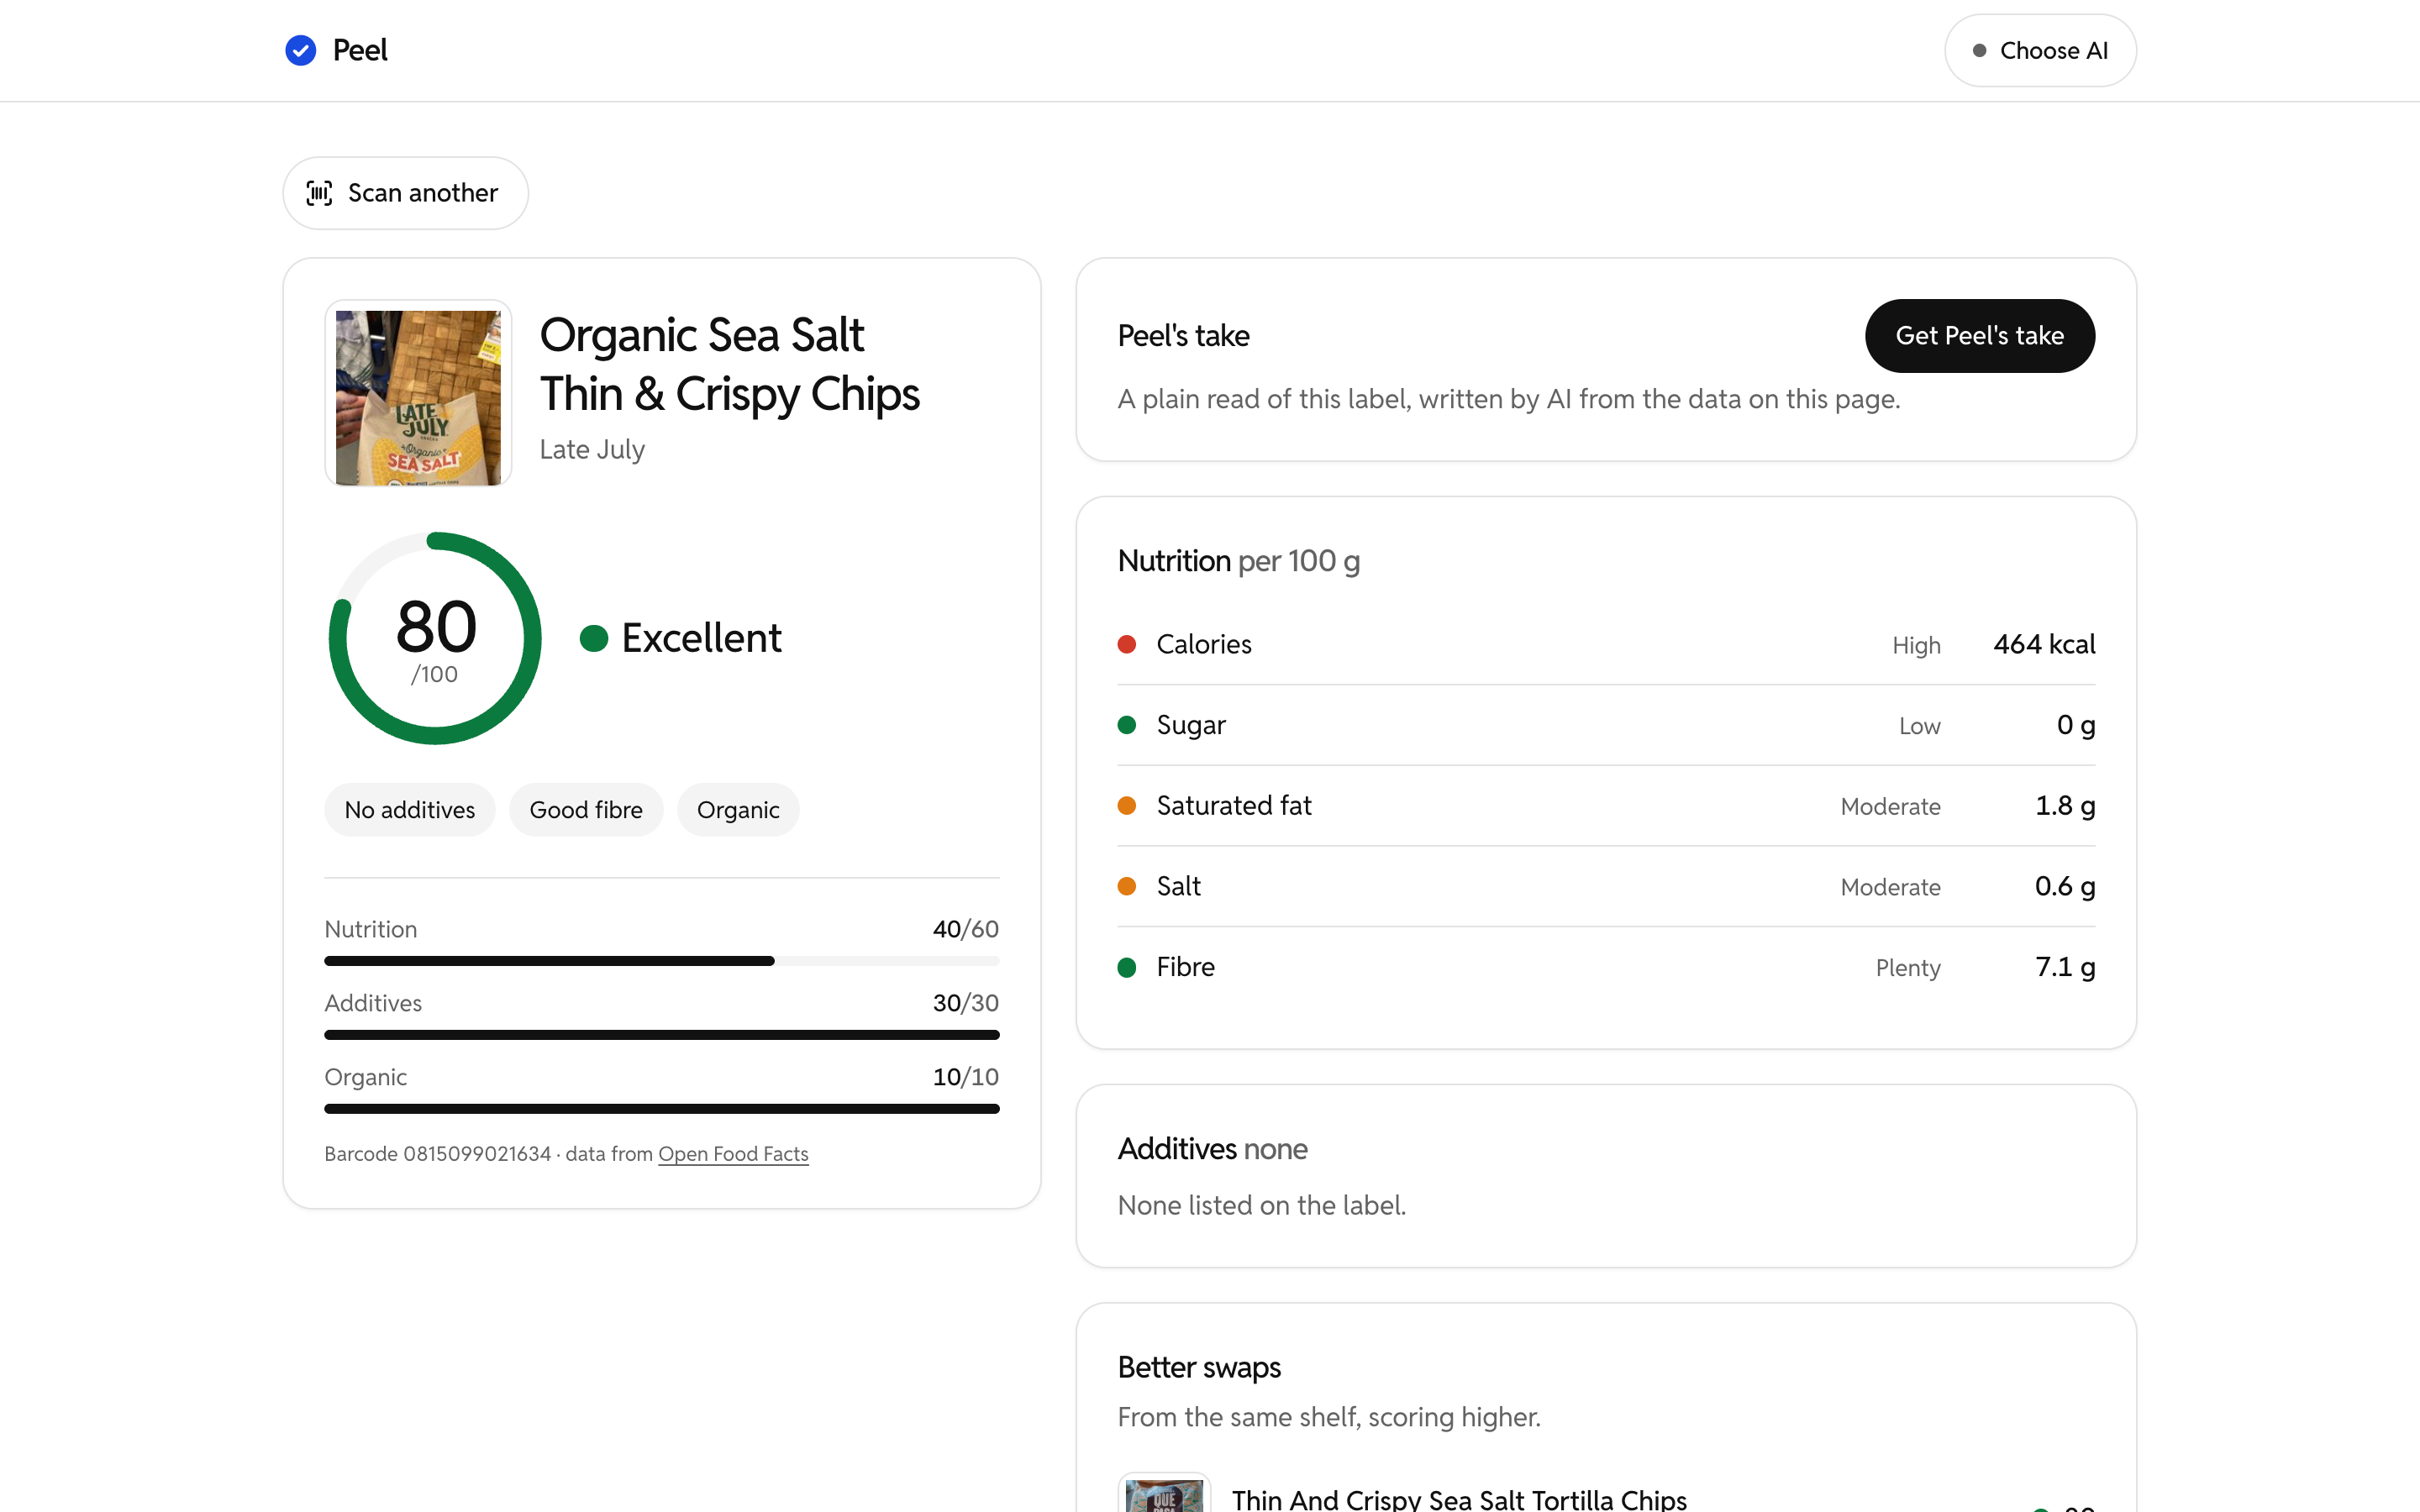 Peel
Choose AI
Scan another
LATE
JULY
SNACKS
Organic
SEA SALT
Organic Sea Salt
Thin & Crispy Chips
Late July
80
/100
Excellent
No additives
Good fibre
Organic
Nutrition
40/60
Additives
30/30
Organic
10/10
Barcode 0815099021634 · data from Open Food Facts
Peel's take
Get Peel's take
A plain read of this label, written by AI from the data on this page.
Nutrition per 100 g
Calories High 464 kcal
Sugar Low 0 g
Saturated fat Moderate 1.8 g
Salt Moderate 0.6 g
Fibre Plenty 7.1 g
Additives none
None listed on the label.
Better swaps
From the same shelf, scoring higher.
QUE
Thin And Crispy Sea Salt Tortilla Chips